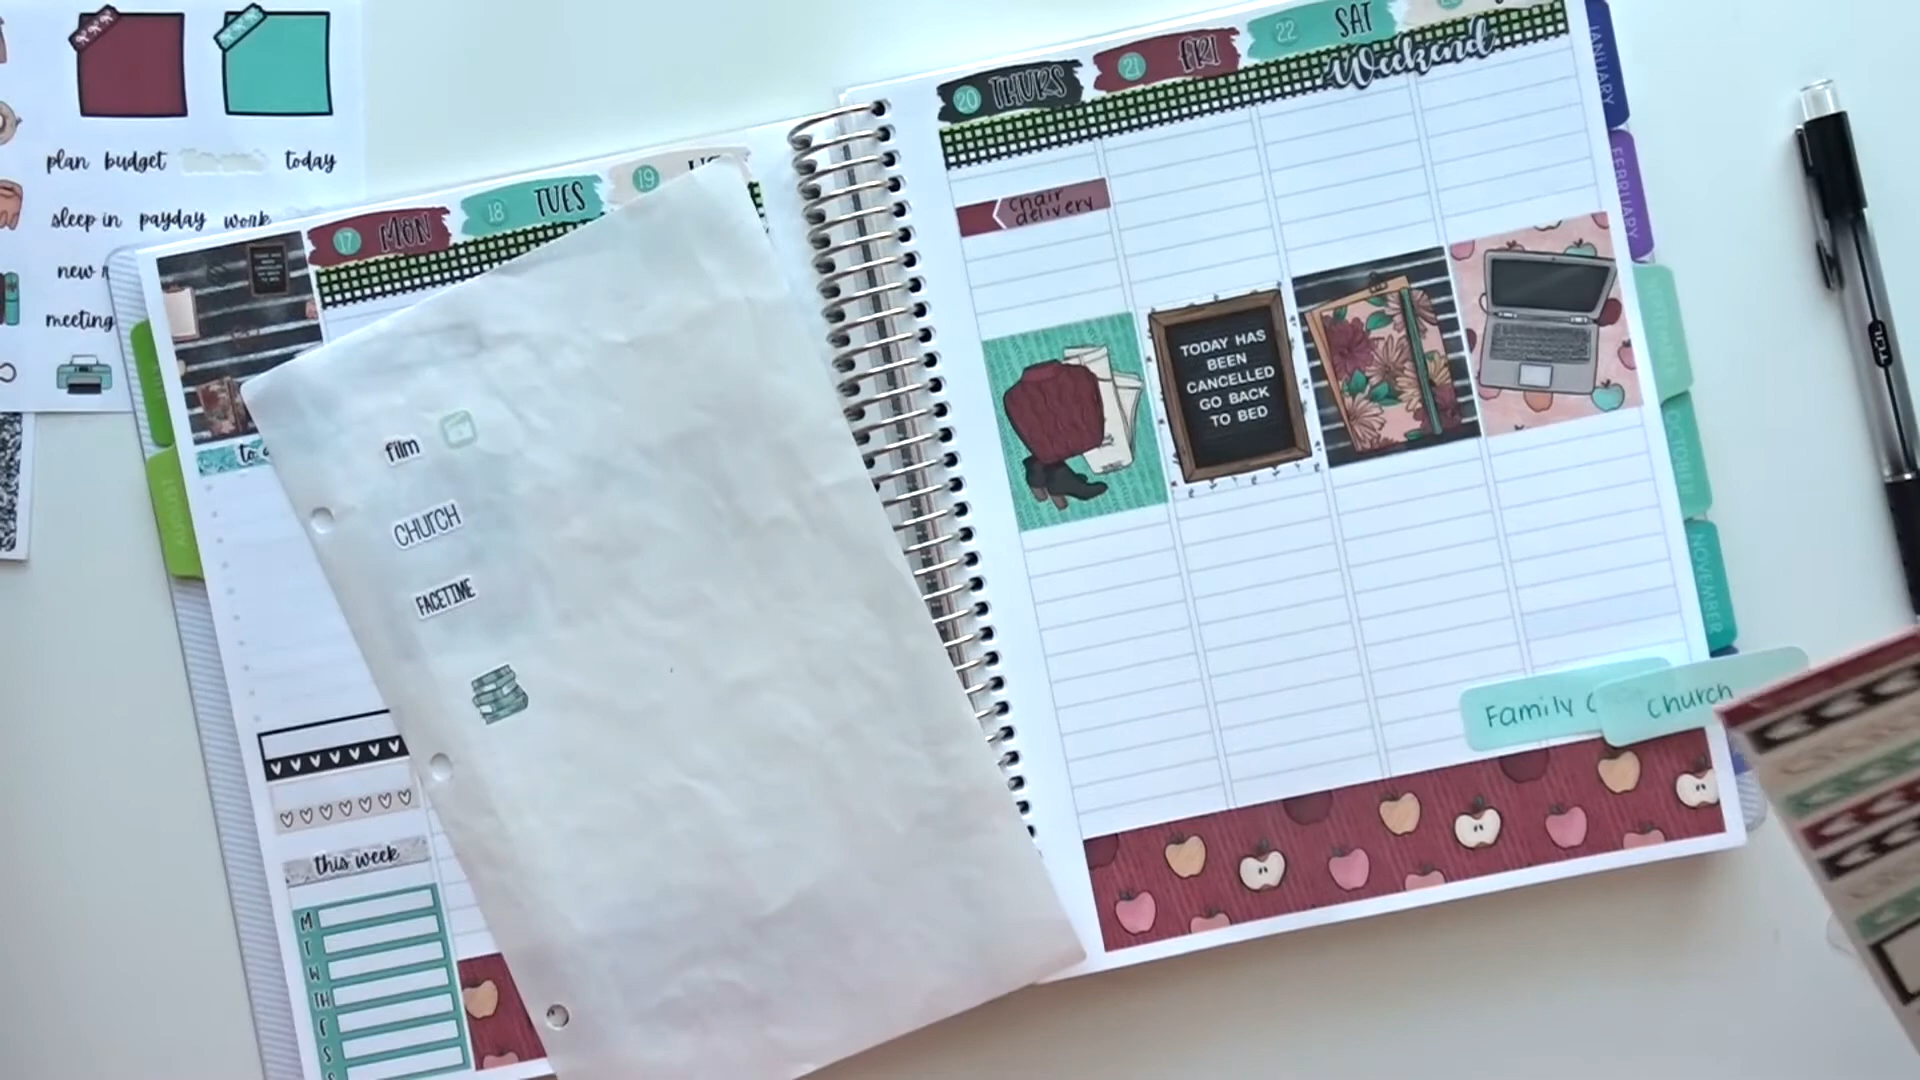 plan budget today
sleep in payday work
new
meeting
17 MON
18 TUES
19
to
film
CHURCH
FACETIME
this week
M
T
W
TH
F
S
20 THURS
21 FRI
22 SAT
Weekend
chair
delivery
TODAY HAS
BEEN
CANCELLED
GO BACK
TO BED
Family
Church
JANUARY
FEBRUARY
OCTOBER
NOVEMBER